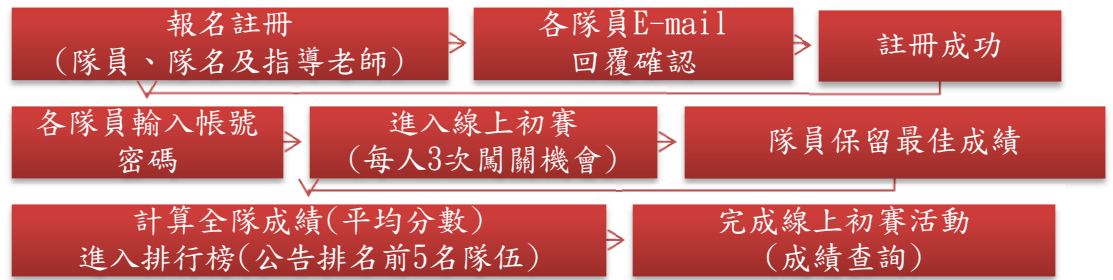 報名註冊
(隊員、隊名及指導老師)
各隊員E-mail
回覆確認
註冊成功
各隊員輸入帳號
密碼
進入線上初賽
(每人3次闖關機會)
隊員保留最佳成績
計算全隊成績(平均分數)
進入排行榜(公告排名前5名隊伍)
完成線上初賽活動
(成績查詢)